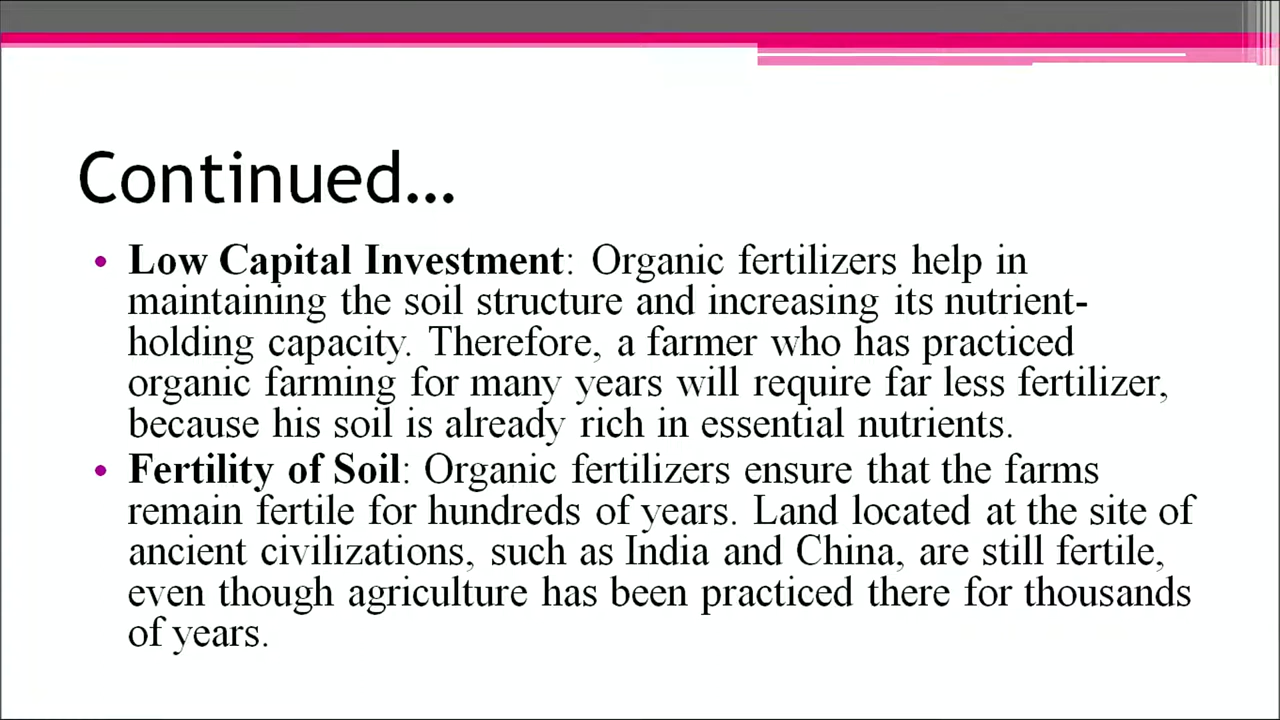 Continued...
• Low Capital Investment: Organic fertilizers help in
maintaining the soil structure and increasing its nutrient-
holding capacity. Therefore, a farmer who has practiced
organic farming for many years will require far less fertilizer,
because his soil is already rich in essential nutrients.
• Fertility of Soil: Organic fertilizers ensure that the farms
remain fertile for hundreds of years. Land located at the site of
ancient civilizations, such as India and China, are still fertile,
even though agriculture has been practiced there for thousands
of years.